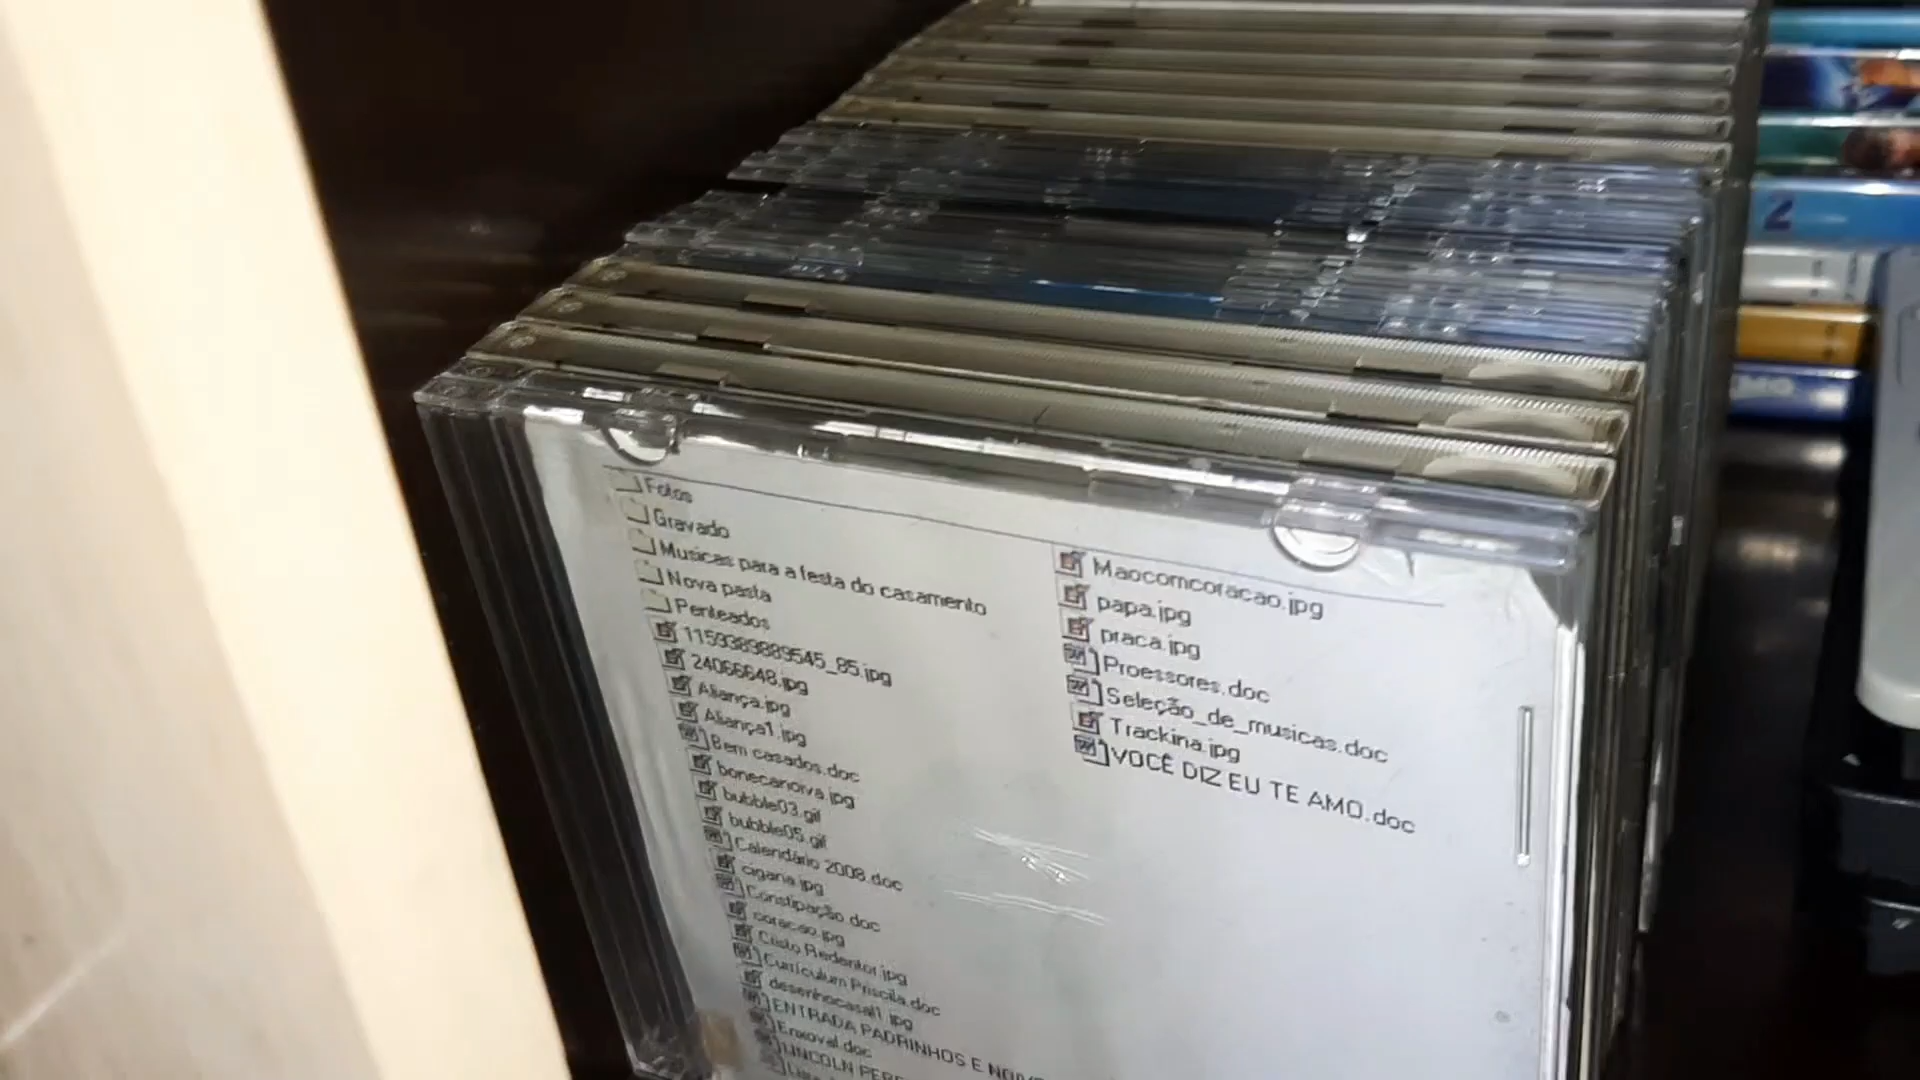 Fotos
Gravado
Musicas para a festa do casamento
Nova pasta
Penteados
1159389889545_85.jpg
24066648.jpg
Aliança.jpg
Aliança1.jpg
Bem casados.doc
bonecanoiva.jpg
bubble03.gif
bubble05.gif
Calendário 2008.doc
cigana.jpg
Constipação.doc
coracao.jpg
Cristo Redentor.jpg
Curriculum Priscila.doc
desenhocasal1.jpg
ENTRADA PADRINHOS E
Enxoval.doc
LINCOLN
Maocomcoracao.jpg
papa.jpg
praca.jpg
Proessores.doc
Seleção_de_musicas.doc
Trackina.jpg
VOCÊ DIZ EU TE AMO.doc
2